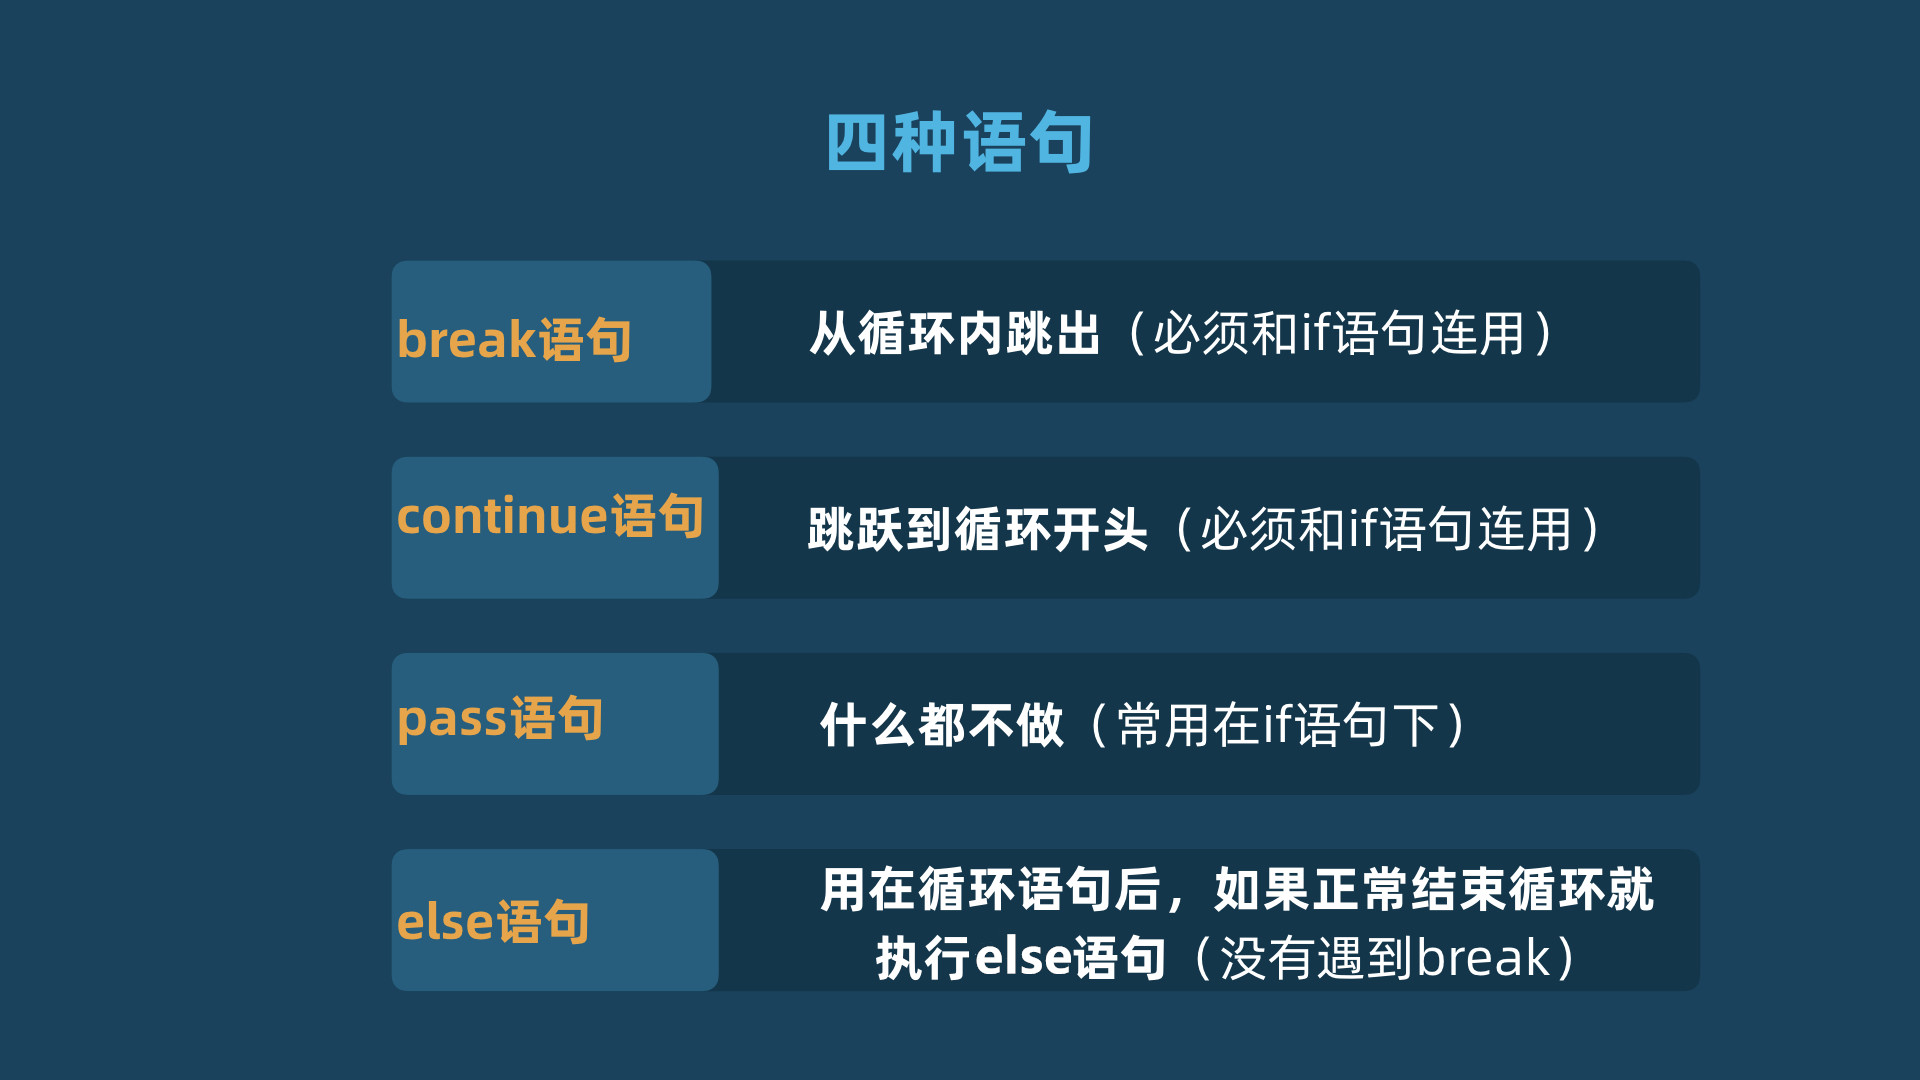 四种语句
break语句
从循环内跳出（必须和if语句连用）
continue语句
跳跃到循环开头（必须和if语句连用）
pass语句
什么都不做（常用在if语句下）
else语句
用在循环语句后，如果正常结束循环就
执行else语句（没有遇到break）